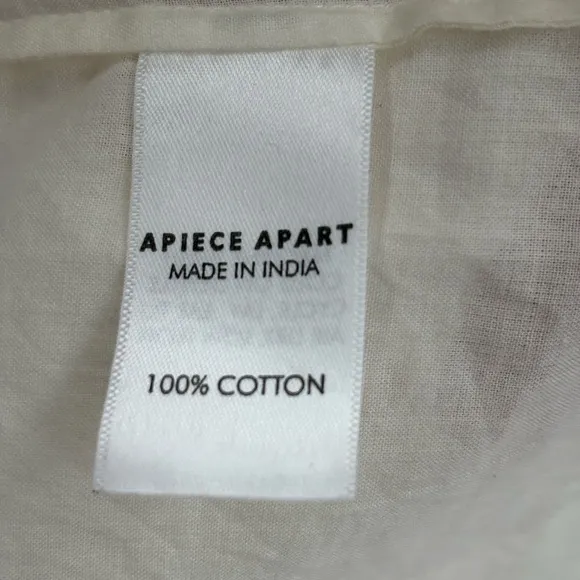 APIECE APART
MADE IN INDIA
100% COTTON